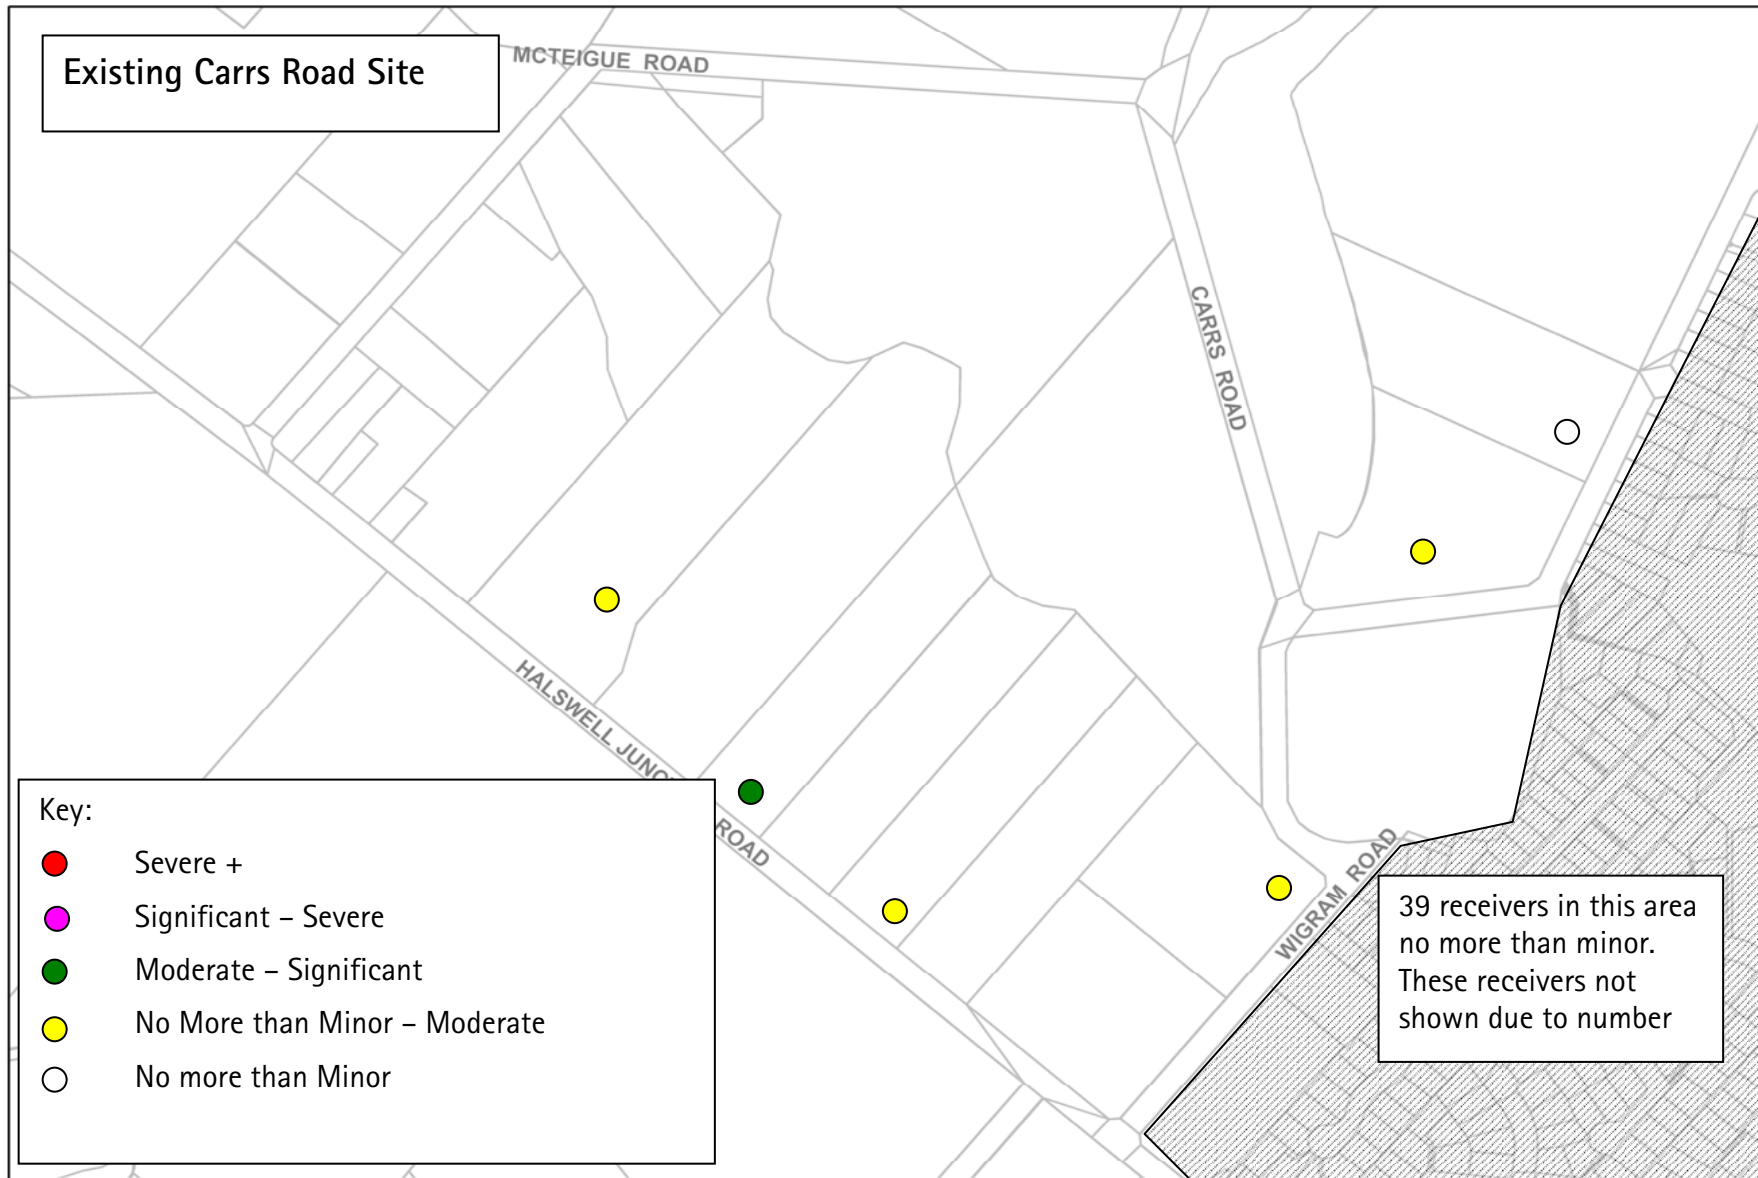 Existing Carrs Road Site
MCTEIGUE ROAD
CARRS ROAD
HALSWELL JUNC
ROAD
WIGRAM ROAD
Key:
Severe +
Significant – Severe
Moderate – Significant
No More than Minor – Moderate
No more than Minor
39 receivers in this area
no more than minor.
These receivers not
shown due to number